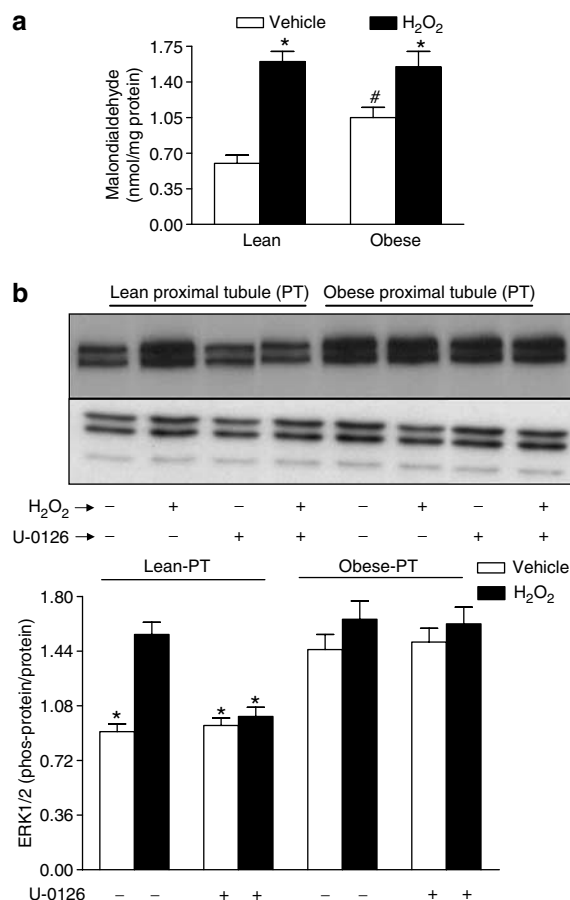 a
Vehicle H₂O₂
Malondialdehyde
(nmol/mg protein)
1.75
1.40
1.05
0.70
1.35
0.00
*
#
*
Lean Obese
b
Lean proximal tubule (PT) Obese proximal tubule (PT)
H₂O₂ → – + – + – + – +
U-0126 → – – + + – – + +
Vehicle
H₂O₂
Lean-PT Obese-PT
ERK1/2 (phos-protein/protein)
1.80
1.44
1.08
0.72
0.36
0.00
* * *
U-0126 – – + + – – + +